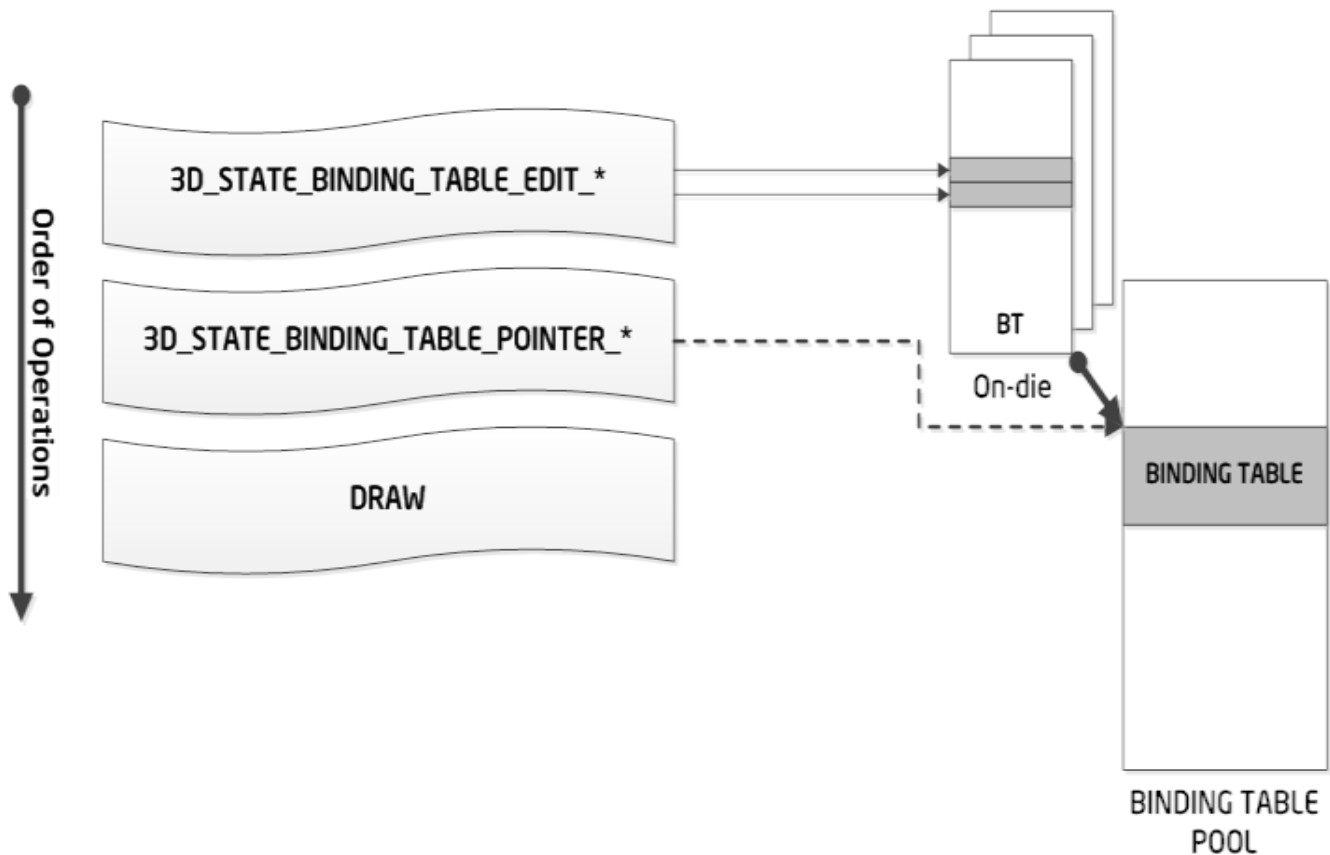 Order of Operations
3D_STATE_BINDING_TABLE_EDIT_*
3D_STATE_BINDING_TABLE_POINTER_*
DRAW
BT
On-die
BINDING TABLE
BINDING TABLE
POOL